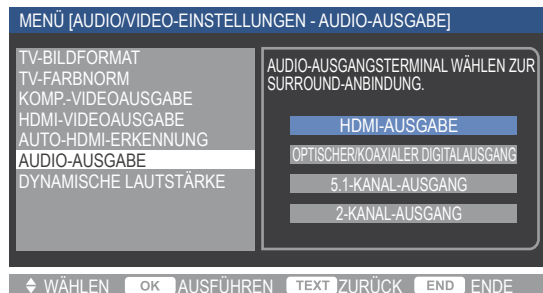 MENÜ [AUDIO/VIDEO-EINSTELLUNGEN - AUDIO-AUSGABE]
TV-BILDFORMAT
TV-FARBNORM
KOMP.-VIDEOAUSGABE
HDMI-VIDEOAUSGABE
AUTO-HDMI-ERKENNUNG
AUDIO-AUSGABE
DYNAMISCHE LAUTSTÄRKE
AUDIO-AUSGANGSTERMINAL WÄHLEN ZUR
SURROUND-ANBINDUNG.
HDMI-AUSGABE
OPTISCHER/KOAXIALER DIGITALAUSGANG
5.1-KANAL-AUSGANG
2-KANAL-AUSGANG
WÄHLEN OK AUSFÜHREN TEXT ZURÜCK END ENDE